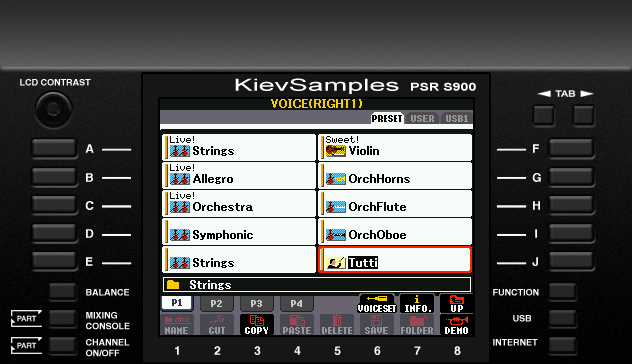 LCD CONTRAST
KievSamples PSR S900
TAB
VOICE(RIGHT1)
PRESET USER USB1
A
Live!
Strings
Sweet!
Violin
F
B
Live!
Allegro
OrchHorns
G
C
Live!
Orchestra
OrchFlute
H
D
Symphonic
OrchOboe
I
E
Strings
Tutti
J
Strings
BALANCE
FUNCTION
P1 P2 P3 P4
VOICESET INFO. UP
PART
MIXING
CONSOLE
USB
NAME CUT COPY PASTE DELETE SAVE FOLDER DEMO
PART
CHANNEL
ON/OFF
INTERNET
1 2 3 4 5 6 7 8